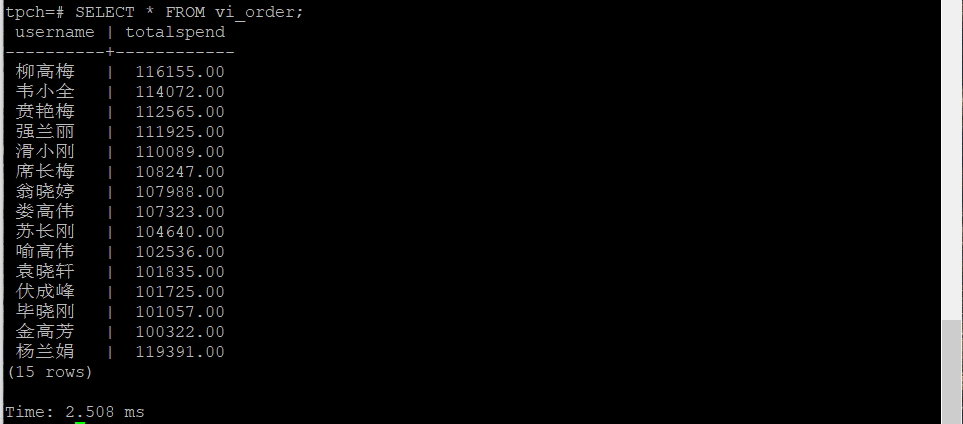 tpch=# SELECT * FROM vi_order;
 username | totalspend
----------+------------
 柳高梅   |  116155.00
 韦小全   |  114072.00
 贲艳梅   |  112565.00
 强兰丽   |  111925.00
 滑小刚   |  110089.00
 席长梅   |  108247.00
 翁晓婷   |  107988.00
 娄高伟   |  107323.00
 苏长刚   |  104640.00
 喻高伟   |  102536.00
 袁晓轩   |  101835.00
 伏成峰   |  101725.00
 毕晓刚   |  101057.00
 金高芳   |  100322.00
 杨兰娟   |  119391.00
(15 rows)
Time: 2.508 ms